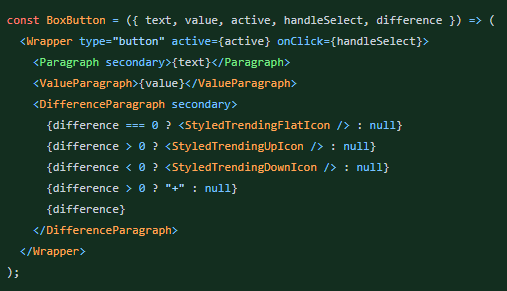 const BoxButton = ({ text, value, active, handleSelect, difference }) => (
  <Wrapper type="button" active={active} onClick={handleSelect}>
    <Paragraph secondary>{text}</Paragraph>
    <ValueParagraph>{value}</ValueParagraph>
    <DifferenceParagraph secondary>
      {difference === 0 ? <StyledTrendingFlatIcon /> : null}
      {difference > 0 ? <StyledTrendingUpIcon /> : null}
      {difference < 0 ? <StyledTrendingDownIcon /> : null}
      {difference > 0 ? "+" : null}
      {difference}
    </DifferenceParagraph>
  </Wrapper>
);